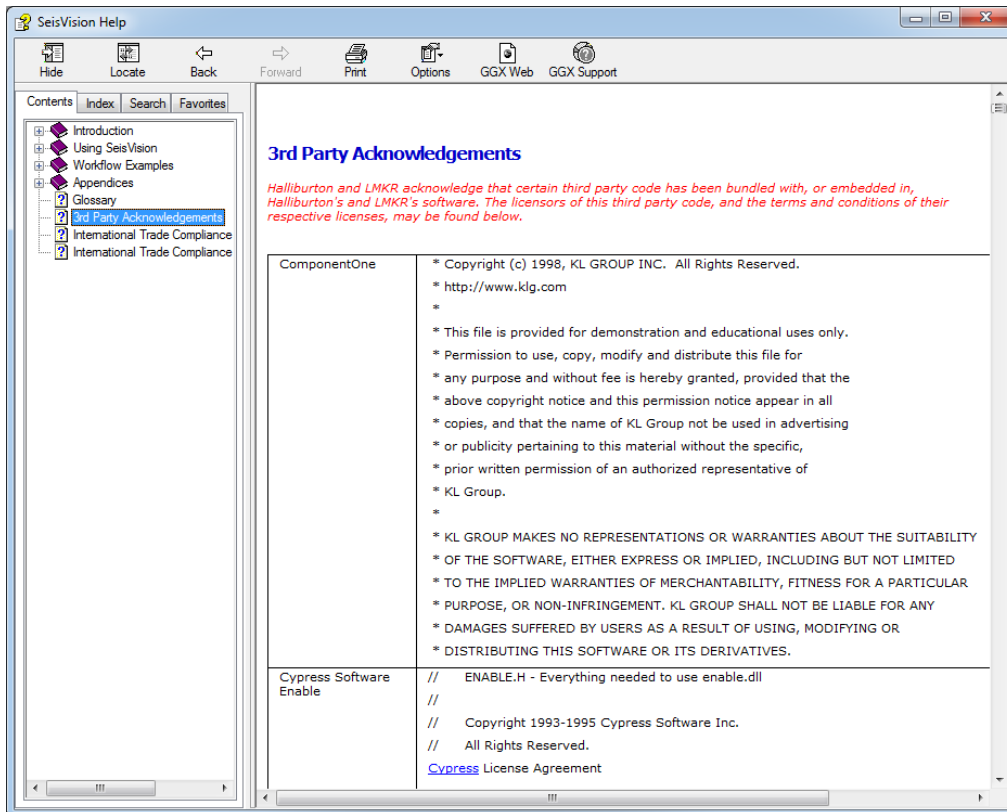 SeisVision Help
Hide Locate Back Forward Print Options GGX Web GGX Support
Contents Index Search Favorites
Introduction
Using SeisVision
Workflow Examples
Appendices
Glossary
3rd Party Acknowledgements
International Trade Compliance
International Trade Compliance
3rd Party Acknowledgements
Halliburton and LMKR acknowledge that certain third party code has been bundled with, or embedded in,
Halliburton's and LMKR's software. The licensors of this third party code, and the terms and conditions of their
respective licenses, may be found below.
ComponentOne
* Copyright (c) 1998, KL GROUP INC. All Rights Reserved.
* http://www.klg.com
*
* This file is provided for demonstration and educational uses only.
* Permission to use, copy, modify and distribute this file for
* any purpose and without fee is hereby granted, provided that the
* above copyright notice and this permission notice appear in all
* copies, and that the name of KL Group not be used in advertising
* or publicity pertaining to this material without the specific,
* prior written permission of an authorized representative of
* KL Group.
*
* KL GROUP MAKES NO REPRESENTATIONS OR WARRANTIES ABOUT THE SUITABILITY
* OF THE SOFTWARE, EITHER EXPRESS OR IMPLIED, INCLUDING BUT NOT LIMITED
* TO THE IMPLIED WARRANTIES OF MERCHANTABILITY, FITNESS FOR A PARTICULAR
* PURPOSE, OR NON-INFRINGEMENT. KL GROUP SHALL NOT BE LIABLE FOR ANY
* DAMAGES SUFFERED BY USERS AS A RESULT OF USING, MODIFYING OR
* DISTRIBUTING THIS SOFTWARE OR ITS DERIVATIVES.
Cypress Software
Enable
// ENABLE.H - Everything needed to use enable.dll
//
// Copyright 1993-1995 Cypress Software Inc.
// All Rights Reserved.
Cypress License Agreement